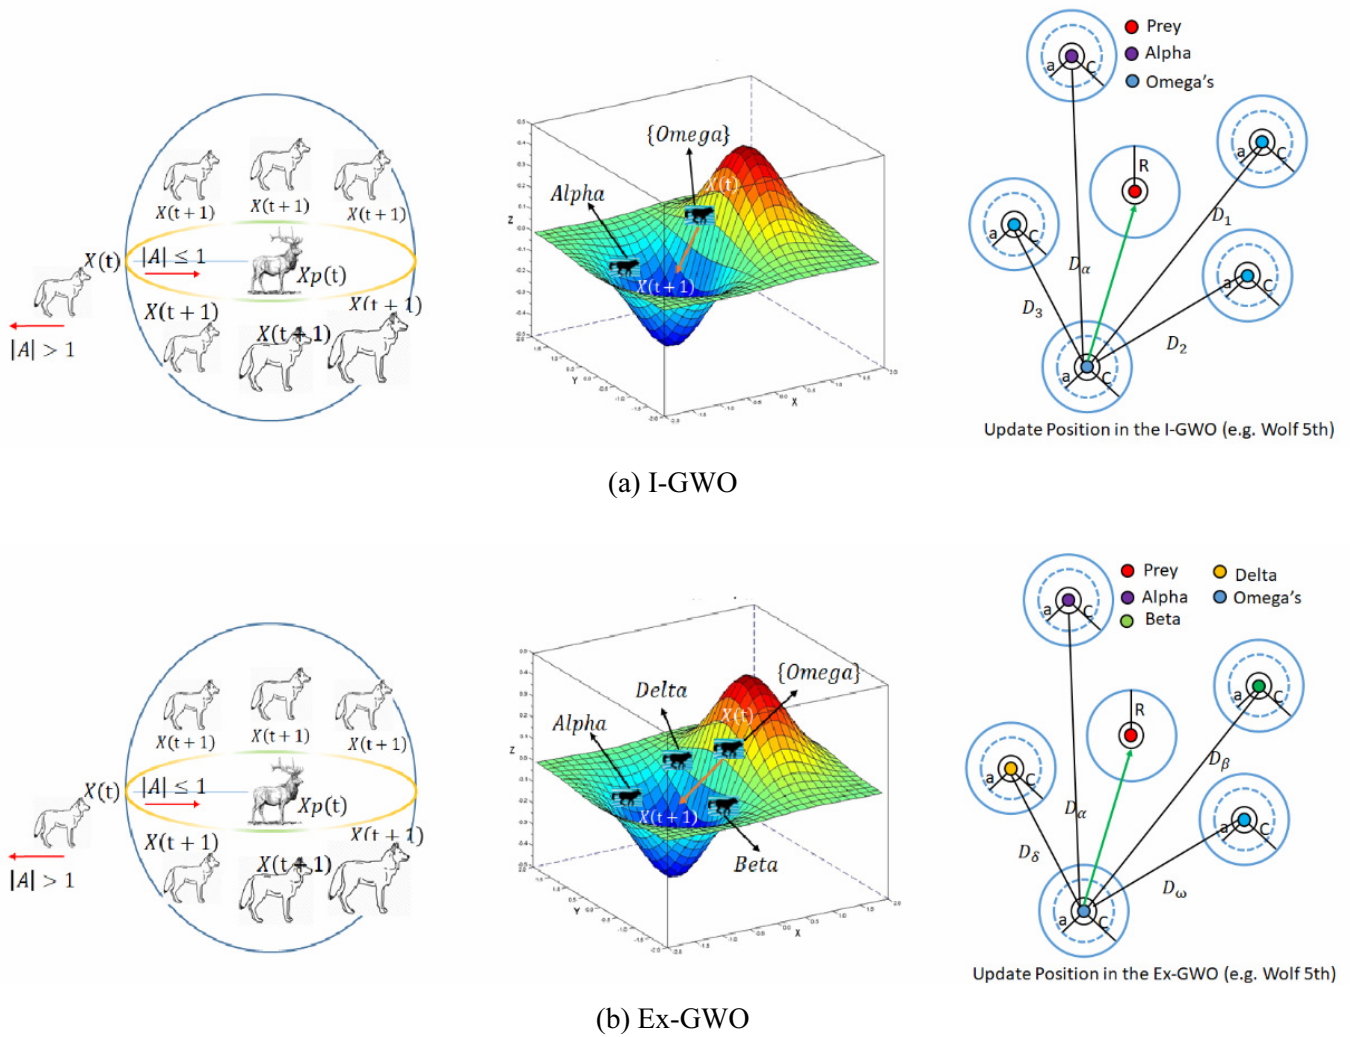 X(t+1)
X(t+1)
X(t+1)
X(t)
|A| ≤ 1
Xp(t)
X(t+1)
X(t+1)
X(t+1)
|A| > 1
{Omega}
Alpha
X(t)
X(t+1)
Z
Y
X
Prey
Alpha
Omega's
a
C
R
a
C
a
C
a
C
a
C
D₁
Dα
D₃
D₂
Update Position in the I-GWO (e.g. Wolf 5th)
(a) I-GWO
X(t+1)
X(t+1)
X(t+1)
X(t)
|A| ≤ 1
Xp(t)
X(t+1)
X(t+1)
X(t+1)
|A| > 1
{Omega}
Delta
Alpha
X(t)
X(t+1)
Beta
Z
Y
X
Prey
Delta
Alpha
Omega's
Beta
a
C
R
a
C
a
C
a
C
a
C
Dβ
Dα
Dδ
Dω
Update Position in the Ex-GWO (e.g. Wolf 5th)
(b) Ex-GWO